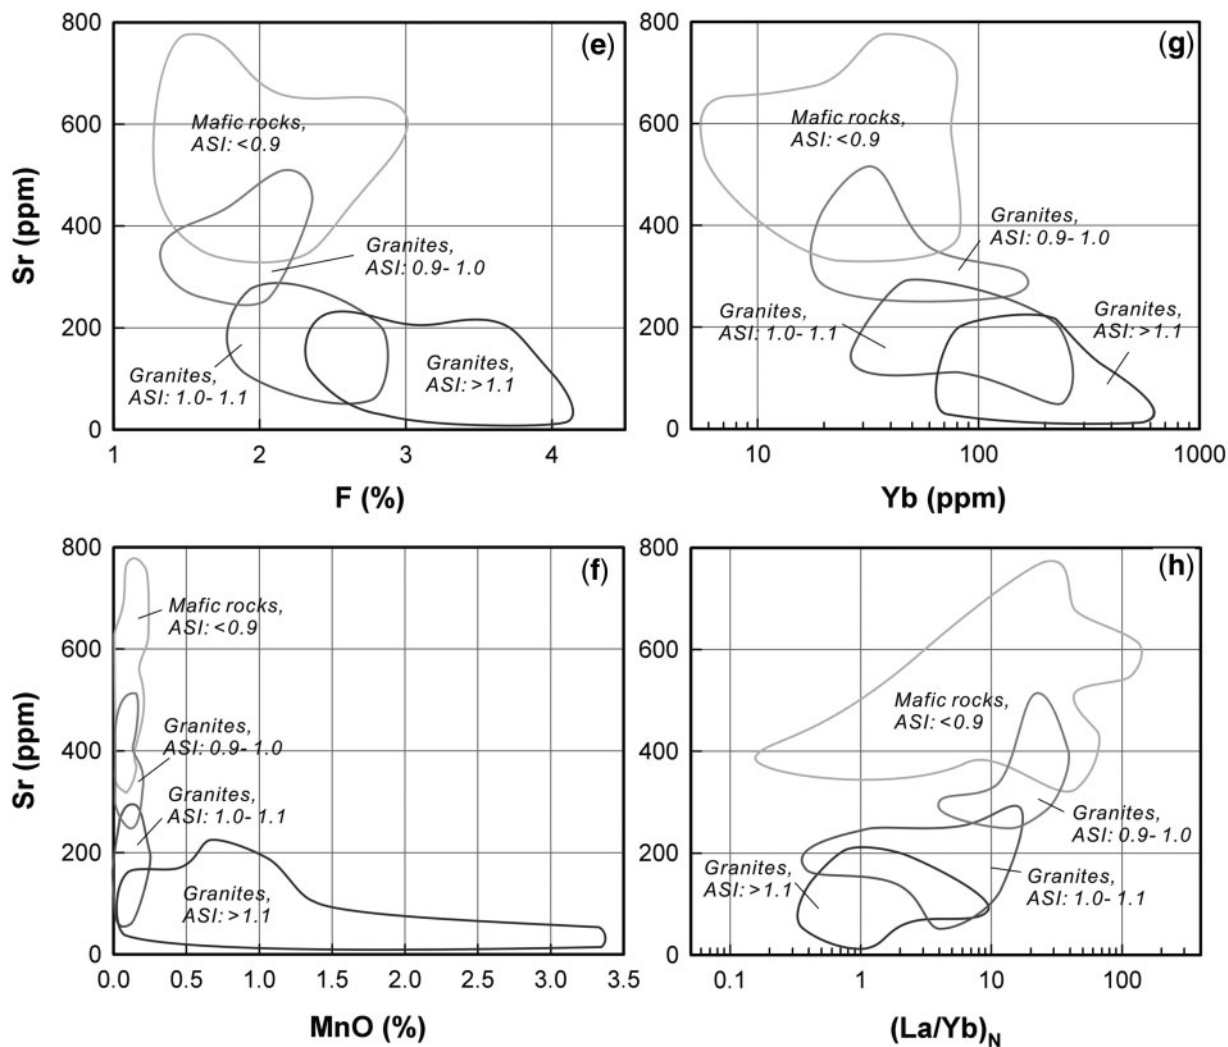 800
600
400
200
0
Sr (ppm)
(e)
Mafic rocks,
ASI: <0.9
Granites,
ASI: 0.9- 1.0
Granites,
ASI: 1.0- 1.1
Granites,
ASI: >1.1
1
2
3
4
F (%)
800
600
400
200
0
(g)
Mafic rocks,
ASI: <0.9
Granites,
ASI: 0.9- 1.0
Granites,
ASI: 1.0- 1.1
Granites,
ASI: >1.1
10
100
1000
Yb (ppm)
800
600
400
200
0
Sr (ppm)
(f)
Mafic rocks,
ASI: <0.9
Granites,
ASI: 0.9- 1.0
Granites,
ASI: 1.0- 1.1
Granites,
ASI: >1.1
0.0
0.5
1.0
1.5
2.0
2.5
3.0
3.5
MnO (%)
800
600
400
200
0
(h)
Mafic rocks,
ASI: <0.9
Granites,
ASI: 0.9- 1.0
Granites,
ASI: >1.1
Granites,
ASI: 1.0- 1.1
0.1
1
10
100
(La/Yb)N